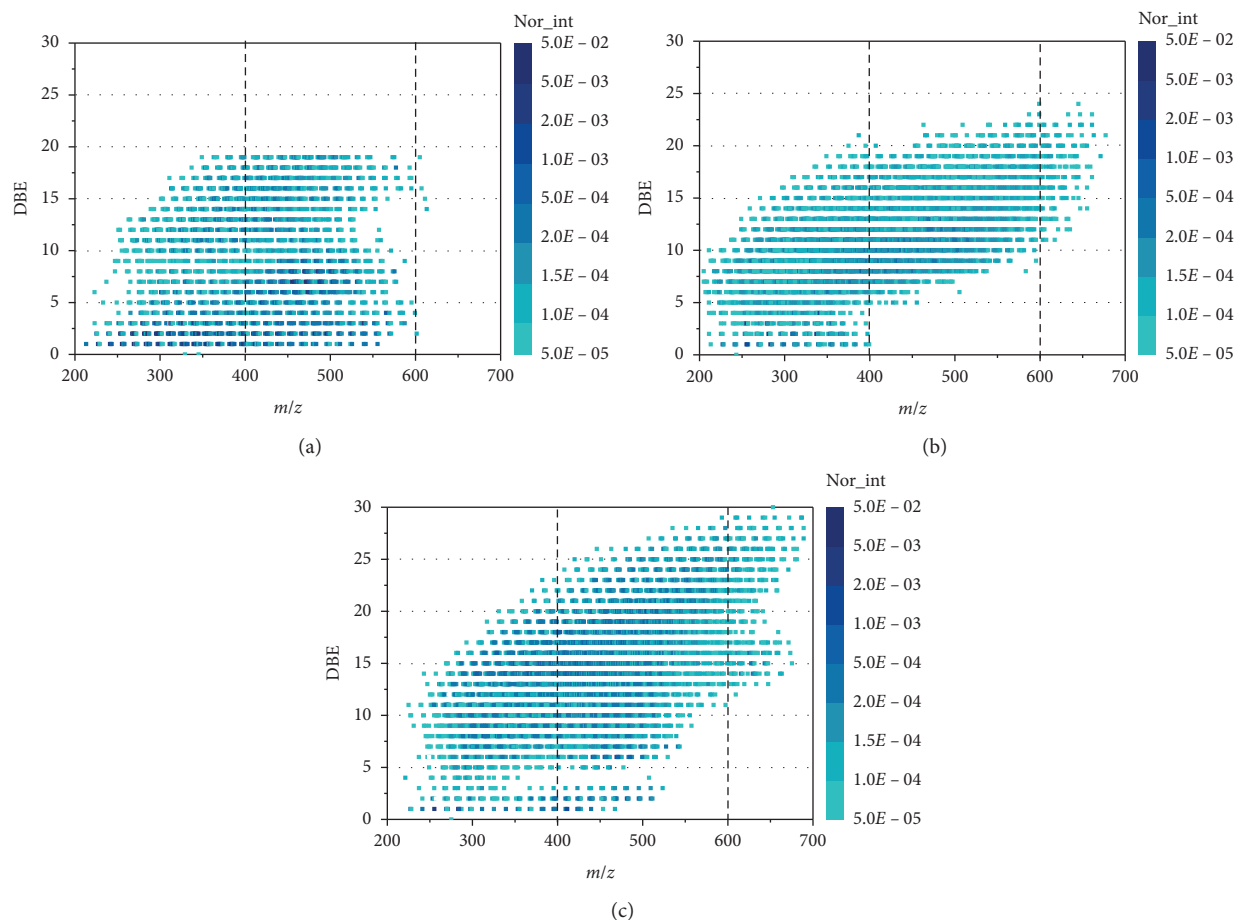 Nor_int
30
25
20
15
10
5
0
DBE
200
300
400
500
600
700
m/z
5.0E – 02
5.0E – 03
2.0E – 03
1.0E – 03
5.0E – 04
2.0E – 04
1.5E – 04
1.0E – 04
5.0E – 05
(a)
Nor_int
30
25
20
15
10
5
0
DBE
200
300
400
500
600
700
m/z
5.0E – 02
5.0E – 03
2.0E – 03
1.0E – 03
5.0E – 04
2.0E – 04
1.5E – 04
1.0E – 04
5.0E – 05
(b)
Nor_int
30
25
20
15
10
5
0
DBE
200
300
400
500
600
700
m/z
5.0E – 02
5.0E – 03
2.0E – 03
1.0E – 03
5.0E – 04
2.0E – 04
1.5E – 04
1.0E – 04
5.0E – 05
(c)